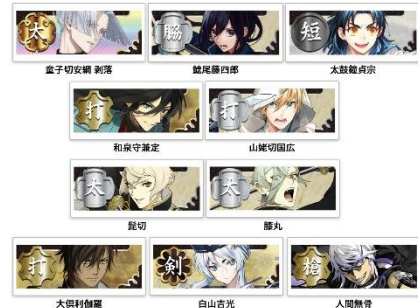 太 脇 短
童子切安綱 剥落 鯰尾藤四郎 太鼓鐘貞宗
打 打
和泉守兼定 山姥切国広
太 太
髭切 膝丸
打 剣 槍
大倶利伽羅 白山吉光 人間無骨